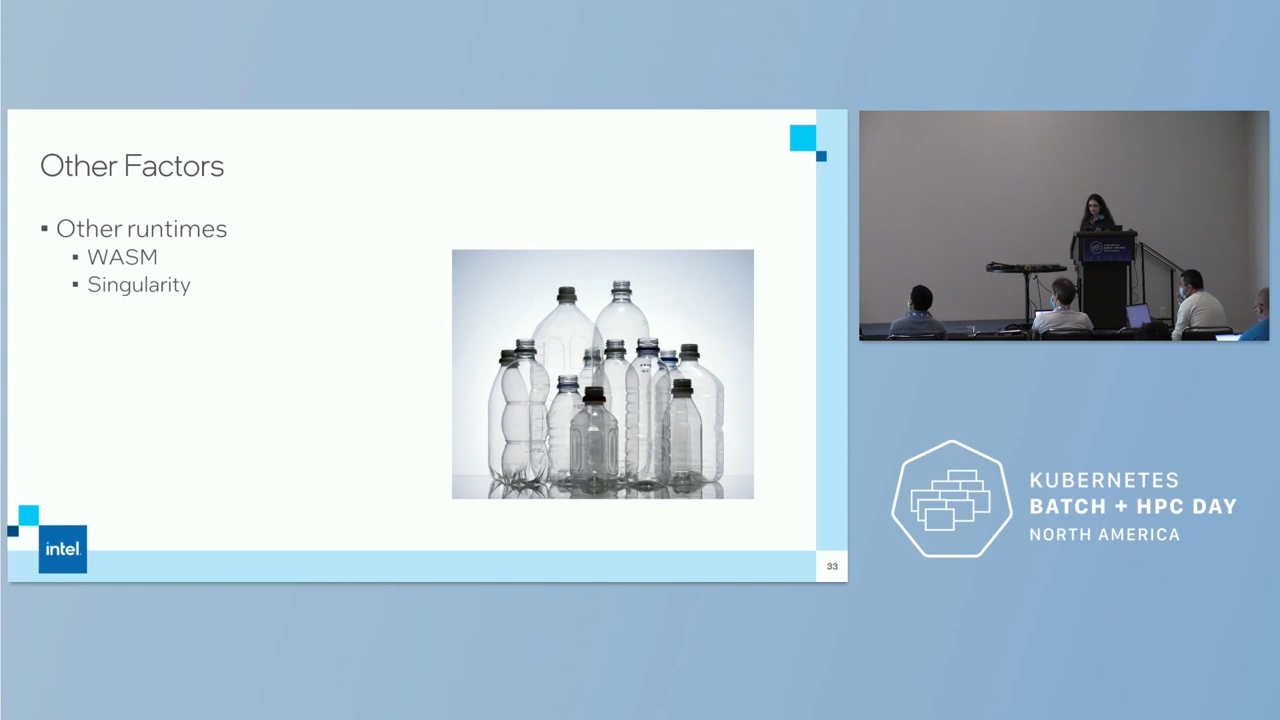 Other Factors
▪ Other runtimes
▪ WASM
▪ Singularity
intel
33
KUBERNETES
BATCH + HPC DAY
NORTH AMERICA